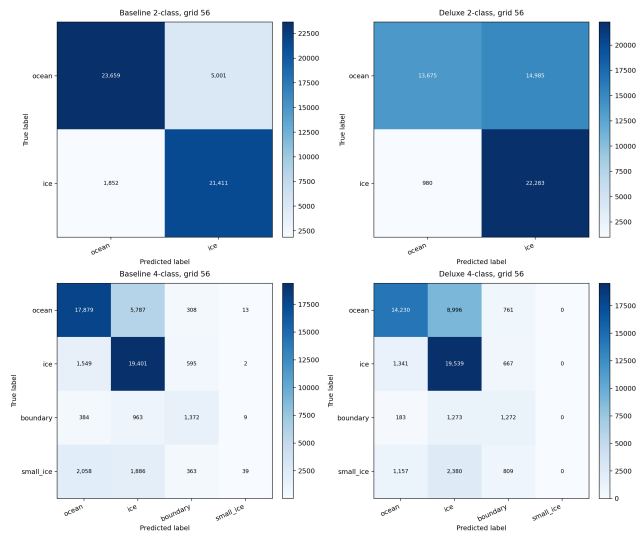 Baseline 2-class, grid 56
ocean
23,659
5,001
ice
1,852
21,411
ocean
ice
True label
Predicted label
22500
20000
17500
15000
12500
10000
7500
5000
2500
Deluxe 2-class, grid 56
ocean
13,675
14,985
ice
980
22,283
ocean
ice
True label
Predicted label
20000
17500
15000
12500
10000
7500
5000
2500
Baseline 4-class, grid 56
ocean
17,879
5,787
308
13
ice
1,549
19,401
595
2
boundary
384
963
1,372
9
small_ice
2,058
1,886
363
39
ocean
ice
boundary
small_ice
True label
Predicted label
17500
15000
12500
10000
7500
5000
2500
Deluxe 4-class, grid 56
ocean
14,230
8,996
761
0
ice
1,341
19,539
667
0
boundary
183
1,273
1,272
0
small_ice
1,157
2,380
809
0
ocean
ice
boundary
small_ice
True label
Predicted label
17500
15000
12500
10000
7500
5000
2500
0